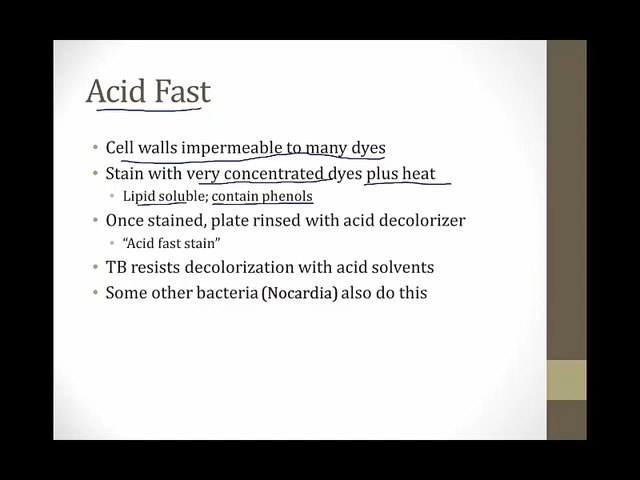 Acid Fast
• Cell walls impermeable to many dyes
• Stain with very concentrated dyes plus heat
• Lipid soluble; contain phenols
• Once stained, plate rinsed with acid decolorizer
• “Acid fast stain”
• TB resists decolorization with acid solvents
• Some other bacteria (Nocardia) also do this